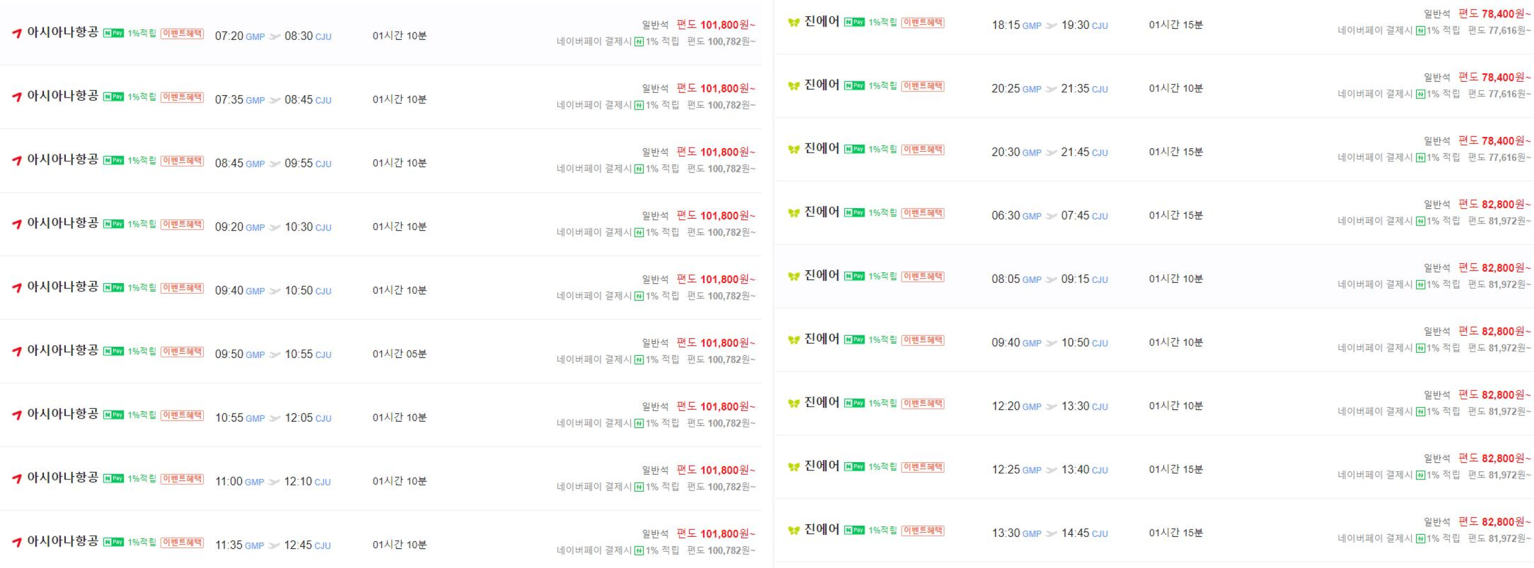 아시아나항공 N Pay 1%적립 이벤트혜택 07:20 GMP 08:30 CJU 01시간 10분 일반석 편도 101,800원~
네이버페이 결제시 N 1% 적립 편도 100,782원~
아시아나항공 N Pay 1%적립 이벤트혜택 07:35 GMP 08:45 CJU 01시간 10분 일반석 편도 101,800원~
네이버페이 결제시 N 1% 적립 편도 100,782원~
아시아나항공 N Pay 1%적립 이벤트혜택 08:45 GMP 09:55 CJU 01시간 10분 일반석 편도 101,800원~
네이버페이 결제시 N 1% 적립 편도 100,782원~
아시아나항공 N Pay 1%적립 이벤트혜택 09:20 GMP 10:30 CJU 01시간 10분 일반석 편도 101,800원~
네이버페이 결제시 N 1% 적립 편도 100,782원~
아시아나항공 N Pay 1%적립 이벤트혜택 09:40 GMP 10:50 CJU 01시간 10분 일반석 편도 101,800원~
네이버페이 결제시 N 1% 적립 편도 100,782원~
아시아나항공 N Pay 1%적립 이벤트혜택 09:50 GMP 10:55 CJU 01시간 05분 일반석 편도 101,800원~
네이버페이 결제시 N 1% 적립 편도 100,782원~
아시아나항공 N Pay 1%적립 이벤트혜택 10:55 GMP 12:05 CJU 01시간 10분 일반석 편도 101,800원~
네이버페이 결제시 N 1% 적립 편도 100,782원~
아시아나항공 N Pay 1%적립 이벤트혜택 11:00 GMP 12:10 CJU 01시간 10분 일반석 편도 101,800원~
네이버페이 결제시 N 1% 적립 편도 100,782원~
아시아나항공 N Pay 1%적립 이벤트혜택 11:35 GMP 12:45 CJU 01시간 10분 일반석 편도 101,800원~
네이버페이 결제시 N 1% 적립 편도 100,782원~
진에어 N Pay 1%적립 이벤트혜택 18:15 GMP 19:30 CJU 01시간 15분 일반석 편도 78,400원~
네이버페이 결제시 N 1% 적립 편도 77,616원~
진에어 N Pay 1%적립 이벤트혜택 20:25 GMP 21:35 CJU 01시간 10분 일반석 편도 78,400원~
네이버페이 결제시 N 1% 적립 편도 77,616원~
진에어 N Pay 1%적립 이벤트혜택 20:30 GMP 21:45 CJU 01시간 15분 일반석 편도 78,400원~
네이버페이 결제시 N 1% 적립 편도 77,616원~
진에어 N Pay 1%적립 이벤트혜택 06:30 GMP 07:45 CJU 01시간 15분 일반석 편도 82,800원~
네이버페이 결제시 N 1% 적립 편도 81,972원~
진에어 N Pay 1%적립 이벤트혜택 08:05 GMP 09:15 CJU 01시간 10분 일반석 편도 82,800원~
네이버페이 결제시 N 1% 적립 편도 81,972원~
진에어 N Pay 1%적립 이벤트혜택 09:40 GMP 10:50 CJU 01시간 10분 일반석 편도 82,800원~
네이버페이 결제시 N 1% 적립 편도 81,972원~
진에어 N Pay 1%적립 이벤트혜택 12:20 GMP 13:30 CJU 01시간 10분 일반석 편도 82,800원~
네이버페이 결제시 N 1% 적립 편도 81,972원~
진에어 N Pay 1%적립 이벤트혜택 12:25 GMP 13:40 CJU 01시간 15분 일반석 편도 82,800원~
네이버페이 결제시 N 1% 적립 편도 81,972원~
진에어 N Pay 1%적립 이벤트혜택 13:30 GMP 14:45 CJU 01시간 15분 일반석 편도 82,800원~
네이버페이 결제시 N 1% 적립 편도 81,972원~